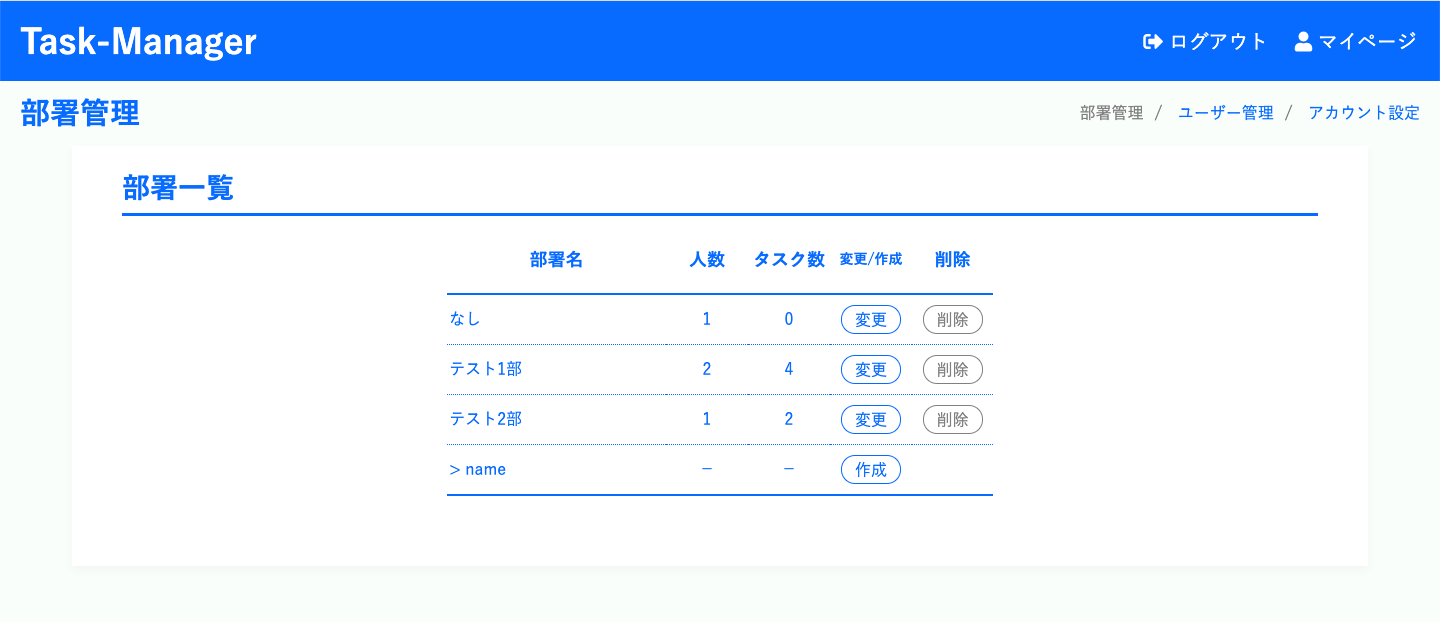 Task-Manager ログアウト マイページ
部署管理 部署管理 / ユーザー管理 / アカウント設定
部署一覧
部署名 人数 タスク数 変更/作成 削除
なし 1 0 変更 削除
テスト1部 2 4 変更 削除
テスト2部 1 2 変更 削除
> name － － 作成